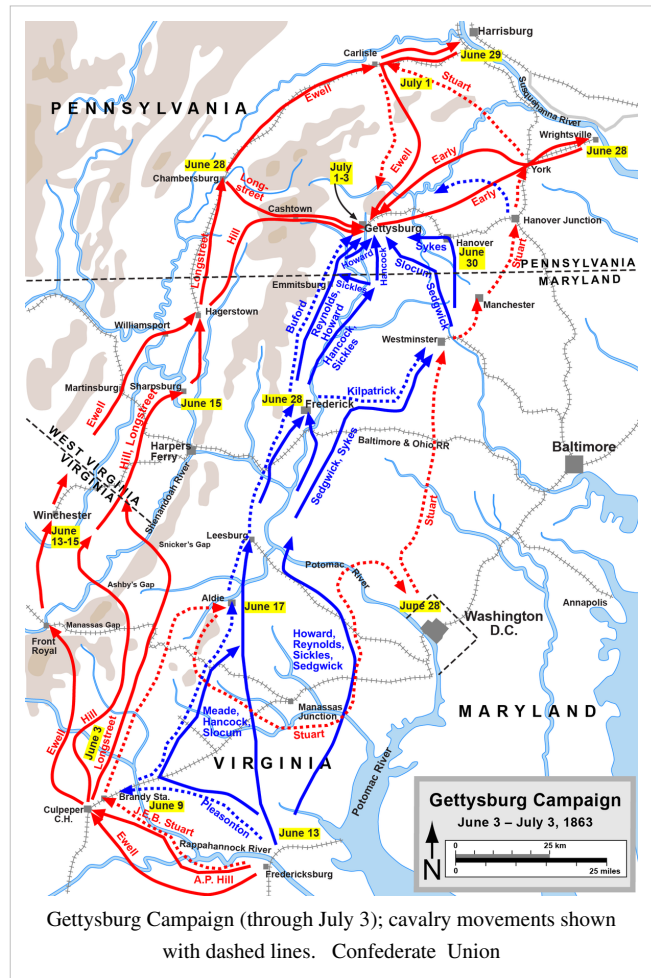 Harrisburg
Carlisle
June 29
Ewell
July 1
Stuart
Susquehanna River
PENNSYLVANIA
Wrightsville
June 28
June 28
Chambersburg
Long-
street
July
1-3
Ewell
Early
York
Cashtown
Hill
Gettysburg
Early
Hanover Junction
Longstreet
Howard
Hancock
Sykes
Hanover
June
30
Stuart
Slocum
Sedgwick
PENNSYLVANIA
MARYLAND
Emmitsburg
Sickles
Manchester
Hagerstown
Buford
Reynolds,
Howard
Hancock,
Sickles
Williamsport
Westminster
Martinsburg
Sharpsburg
Ewell
June 15
June 28
Frederick
Kilpatrick
Hill, Longstreet
Sedgwick, Sykes
Harpers
Ferry
Baltimore & Ohio RR
Baltimore
WEST VIRGINIA
VIRGINIA
Shenandoah River
Winchester
June
13-15
Snicker's Gap
Leesburg
Stuart
Potomac
River
Ashby's Gap
Aldie
June 17
June 28
Annapolis
Manassas Gap
Front
Royal
Washington
D.C.
Howard,
Reynolds,
Sickles,
Sedgwick
Manassas
Junction
Meade,
Hancock,
Slocum
Stuart
MARYLAND
Ewell
Hill
June 3
Longstreet
VIRGINIA
Potomac River
Brandy Sta.
Culpeper
C.H.
June 9
J.E.B. Stuart
Pleasonton
June 13
Rappahannock River
Ewell
A.P. Hill
Fredericksburg
Gettysburg Campaign
June 3 – July 3, 1863
N
0
25 km
0
25 miles
Gettysburg Campaign (through July 3); cavalry movements shown
with dashed lines. Confederate Union